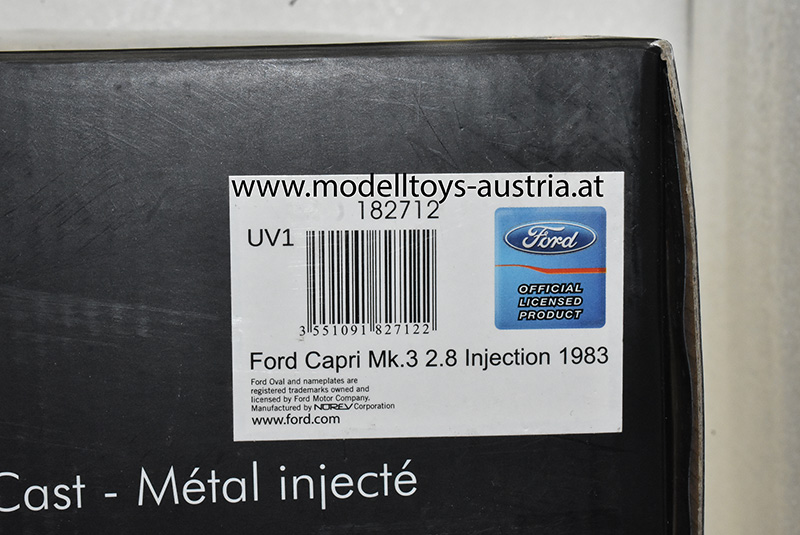 www.modelltoys-austria.at
182712
UV1
Ford
OFFICIAL
LICENSED
PRODUCT
3 551091 827122
Ford Capri Mk.3 2.8 Injection 1983
Ford Oval and nameplates are
registered trademarks owned and
licensed by Ford Motor Company.
Manufactured by NOREV Corporation
www.ford.com
Cast - Métal injecté